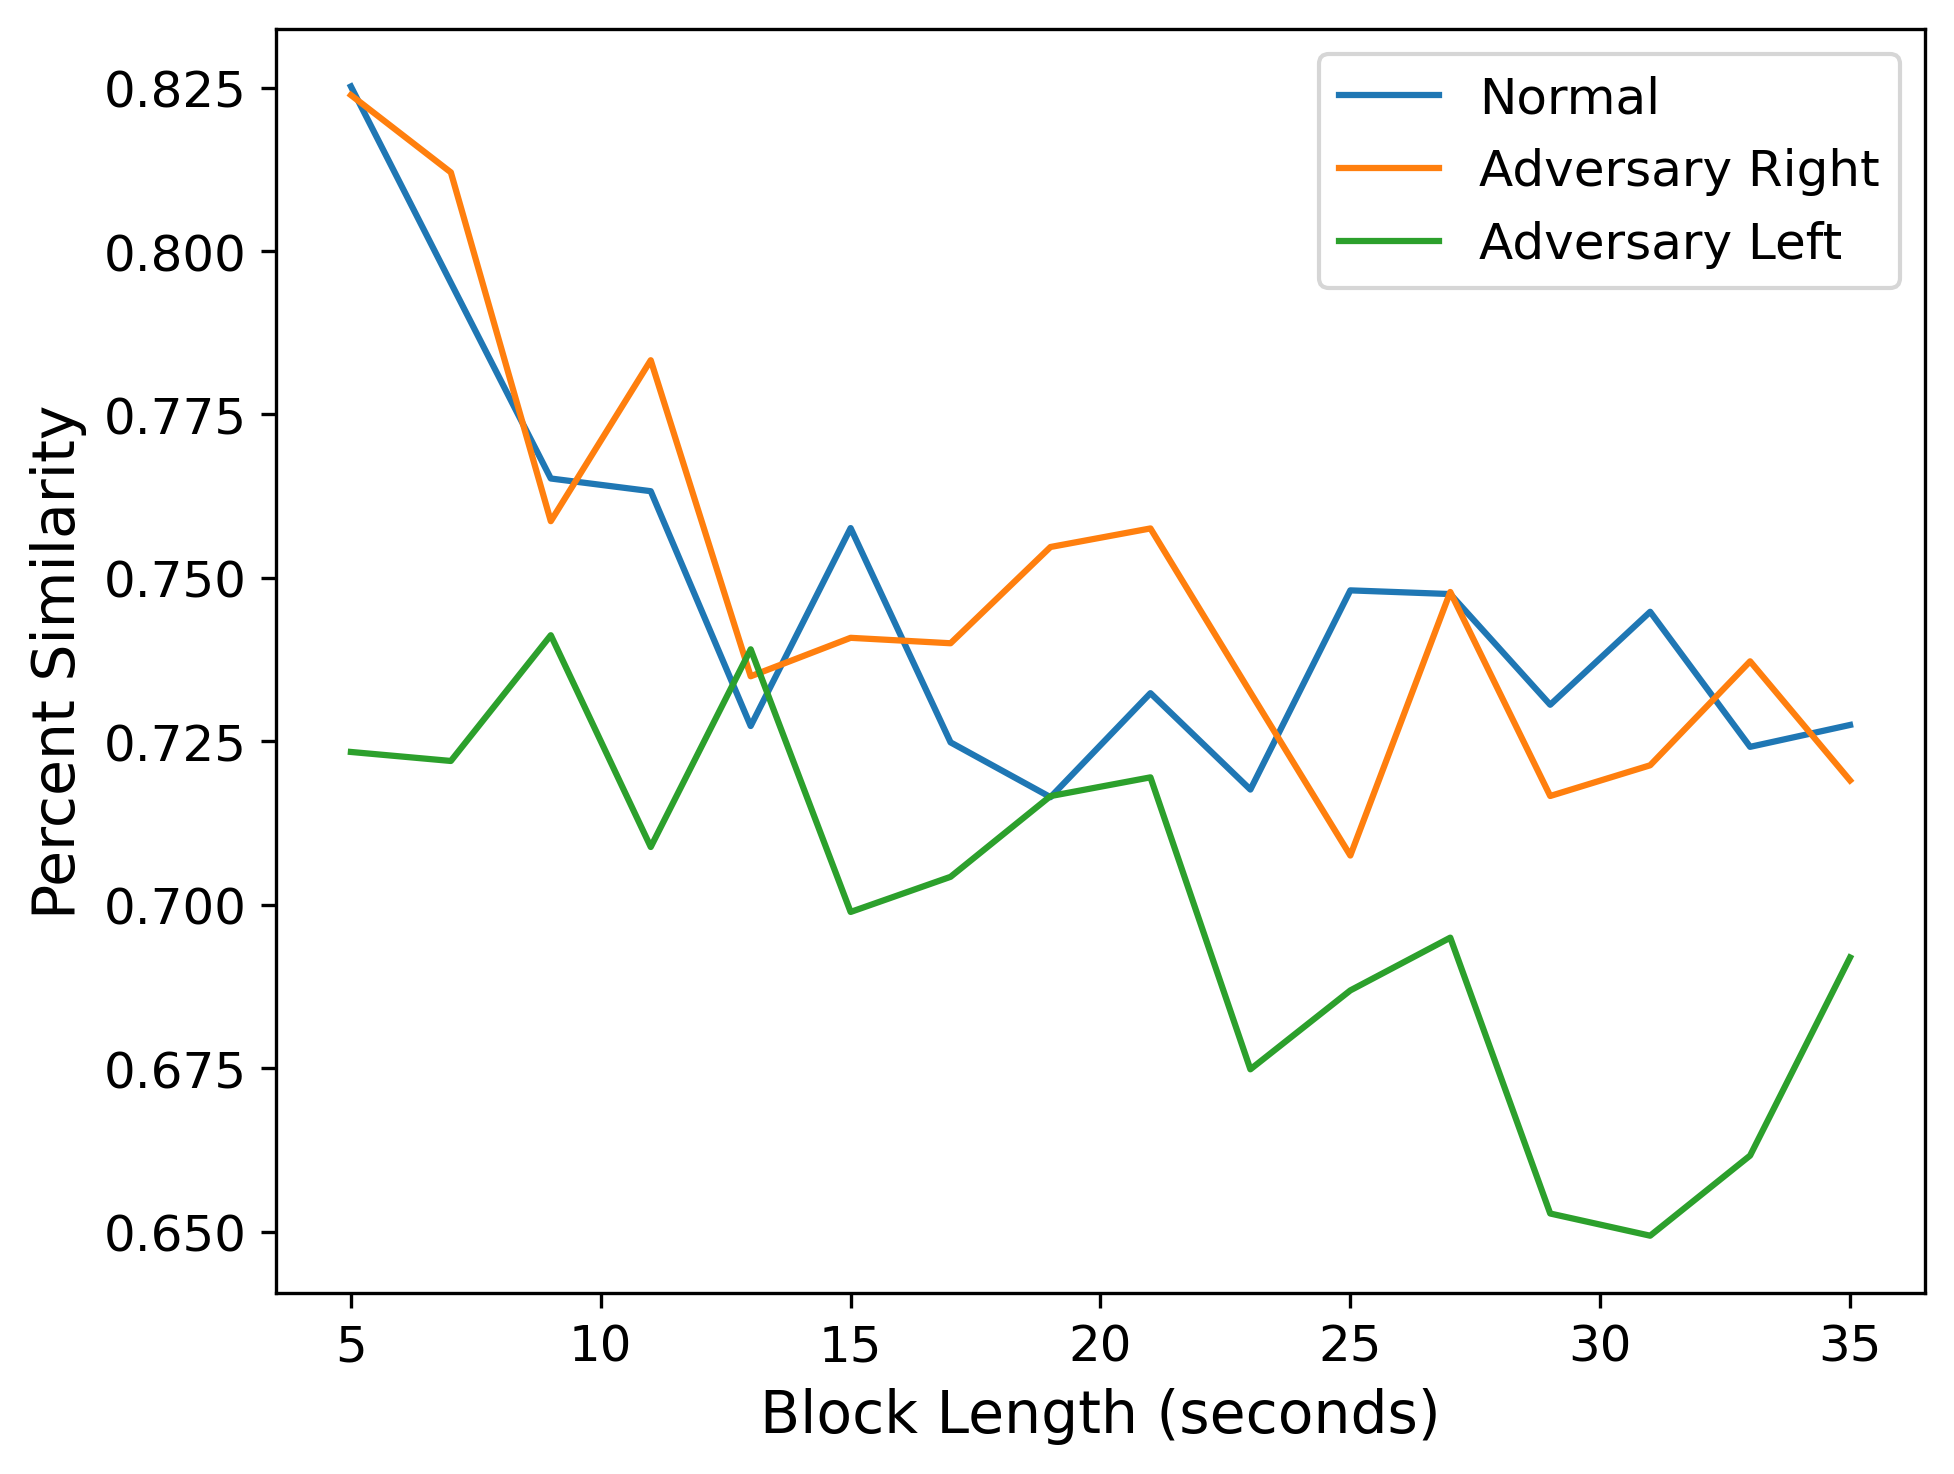 0.825
0.800
0.775
0.750
0.725
0.700
0.675
0.650
Percent Similarity
Normal
Adversary Right
Adversary Left
5 10 15 20 25 30 35
Block Length (seconds)